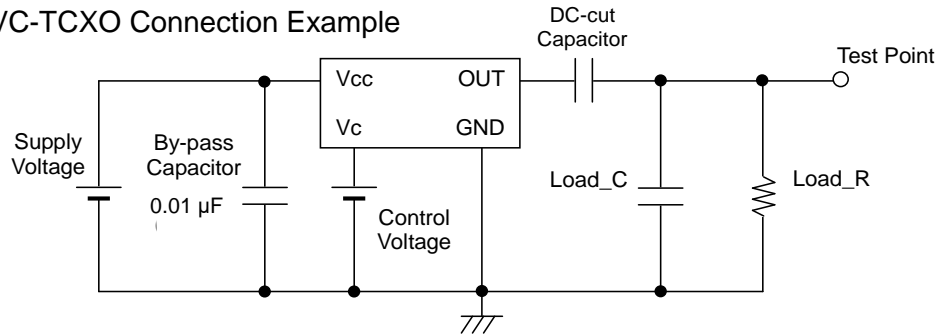 VC-TCXO Connection Example
DC-cut
Capacitor
Test Point
Vcc
OUT
Vc
GND
Supply
Voltage
By-pass
Capacitor
0.01 µF
Control
Voltage
Load_C
Load_R